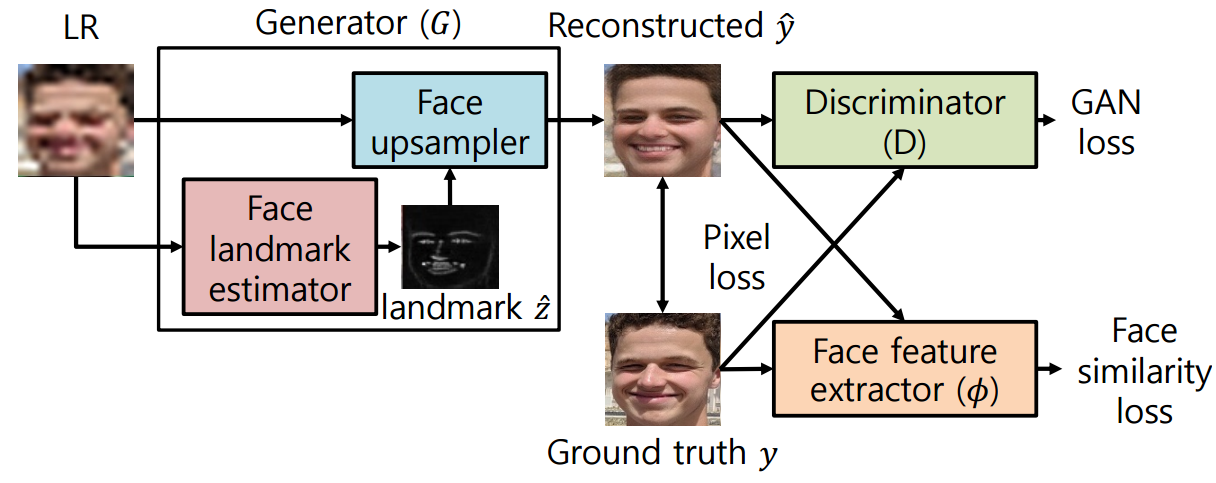 LR
Generator (G)
Reconstructed ŷ
Face
upsampler
Discriminator
(D)
GAN
loss
Face
landmark
estimator
landmark ẑ
Pixel
loss
Face feature
extractor (ϕ)
Face
similarity
loss
Ground truth y